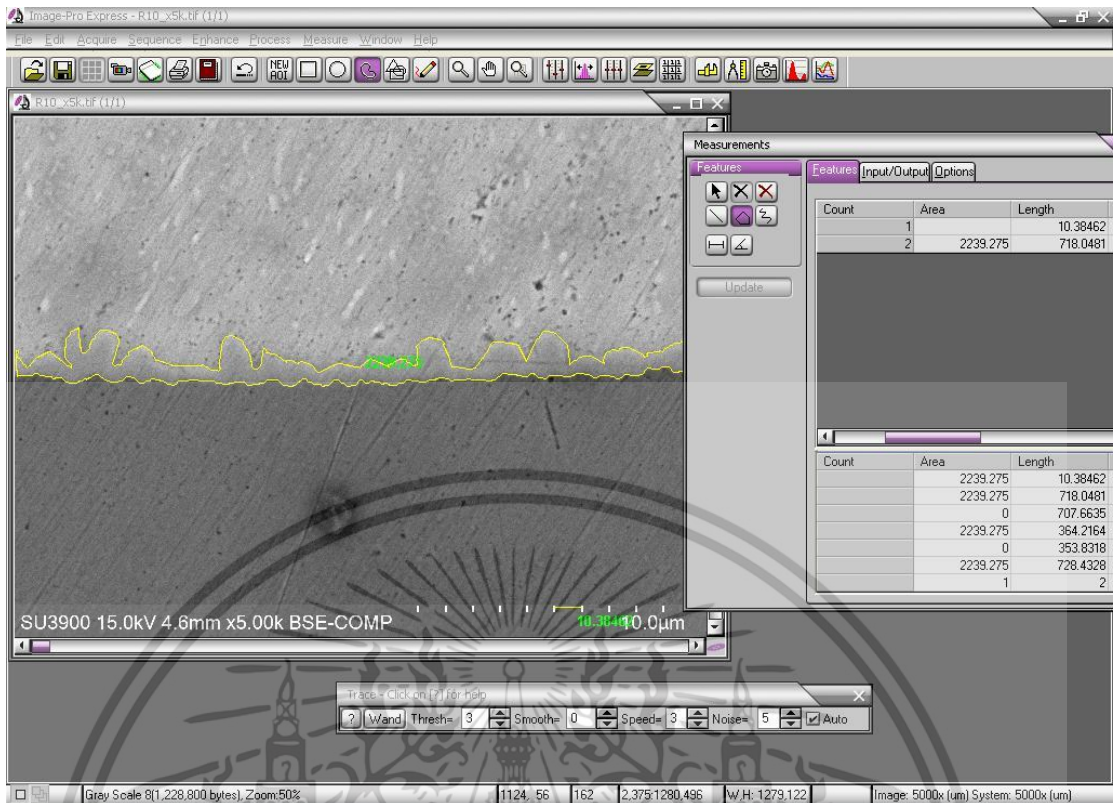 Image-Pro Express - R10_x5k.tif (1/1)
File Edit Acquire Sequence Enhance Process Measure Window Help
NEW AOI
R10_x5k.tif (1/1)
Measurements
Features
Update
Features Input/Output Options
Count Area Length
1 10.38462
2 2239.275 718.0481
Count Area Length
2239.275 10.38462
2239.275 718.0481
0 707.6635
2239.275 364.2164
0 353.8318
2239.275 728.4328
1 2
2239.275
SU3900 15.0kV 4.6mm x5.00k BSE-COMP 10.38462 10.0µm
Trace - Click on [?] for help
? Wand Thresh= 3 Smooth= 0 Speed= 3 Noise= 5 Auto
Gray Scale 8(1,228,800 bytes), Zoom:50% 1124, 56 162 2,375:1280,496 W,H: 1279,122 Image: 5000x (um) System: 5000x (um)